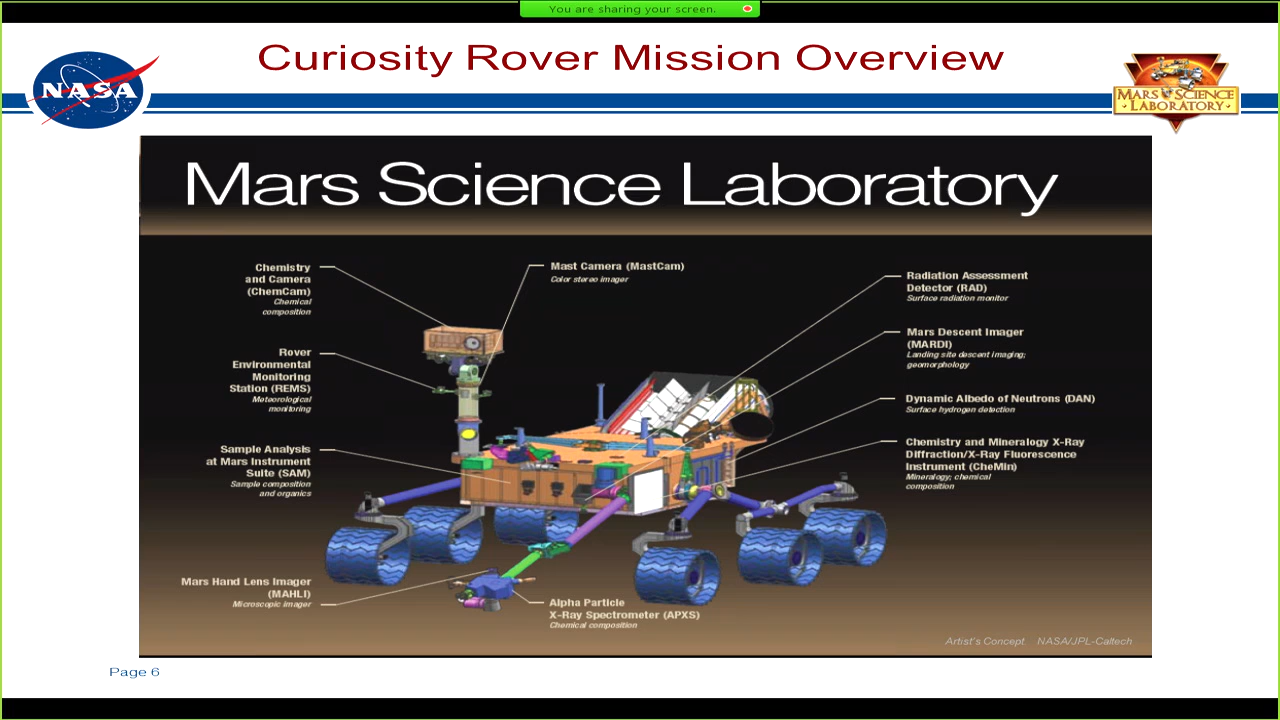 You are sharing your screen.
Curiosity Rover Mission Overview
NASA
MARS SCIENCE
LABORATORY
Mars Science Laboratory
Chemistry
and Camera
(ChemCam)
Chemical
composition
Mast Camera (MastCam)
Color stereo imager
Radiation Assessment
Detector (RAD)
Surface radiation monitor
Rover
Environmental
Monitoring
Station (REMS)
Meteorological
monitoring
Mars Descent Imager
(MARDI)
Landing site descent imaging;
geomorphology
Dynamic Albedo of Neutrons (DAN)
Surface hydrogen detection
Sample Analysis
at Mars Instrument
Suite (SAM)
Sample composition
and organics
Chemistry and Mineralogy X-Ray
Diffraction/X-Ray Fluorescence
Instrument (CheMin)
Mineralogy; chemical
composition
Mars Hand Lens Imager
(MAHLI)
Microscopic imager
Alpha Particle
X-Ray Spectrometer (APXS)
Chemical composition
Artist's Concept. NASA/JPL-Caltech
Page 6